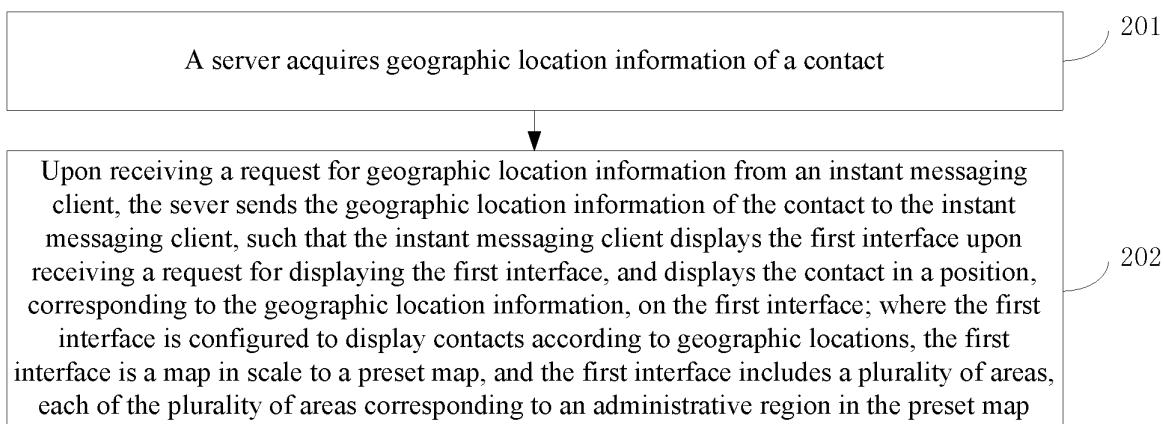 201
A server acquires geographic location information of a contact
Upon receiving a request for geographic location information from an instant messaging
client, the sever sends the geographic location information of the contact to the instant
messaging client, such that the instant messaging client displays the first interface upon
receiving a request for displaying the first interface, and displays the contact in a position,
corresponding to the geographic location information, on the first interface; where the first
interface is configured to display contacts according to geographic locations, the first
interface is a map in scale to a preset map, and the first interface includes a plurality of areas,
each of the plurality of areas corresponding to an administrative region in the preset map
202